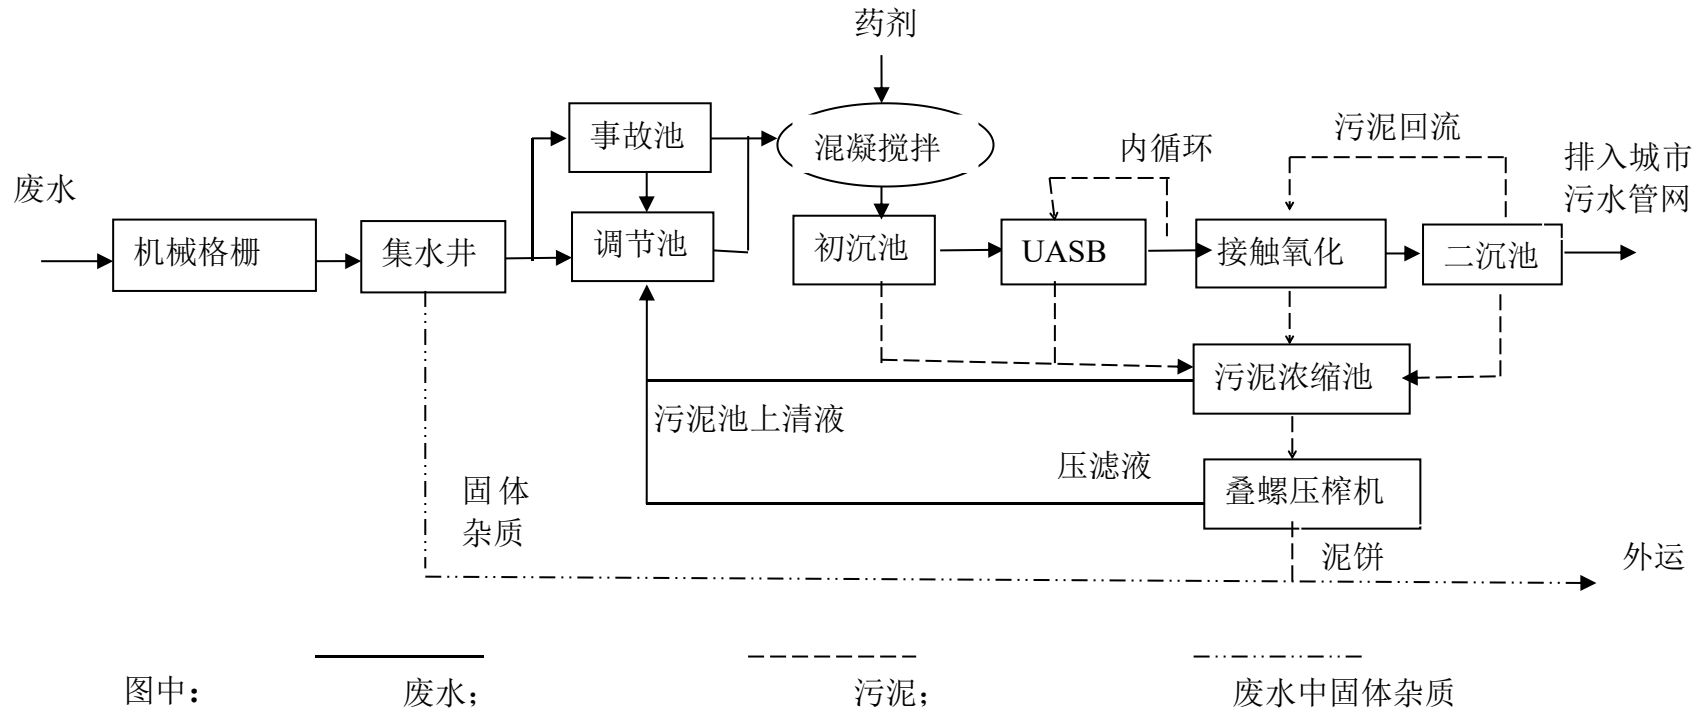 药剂
事故池
混凝搅拌
内循环
污泥回流
排入城市
污水管网
废水
机械格栅
集水井
调节池
初沉池
UASB
接触氧化
二沉池
污泥浓缩池
污泥池上清液
压滤液
叠螺压榨机
固体
杂质
泥饼
外运
图中：
废水；
污泥；
废水中固体杂质